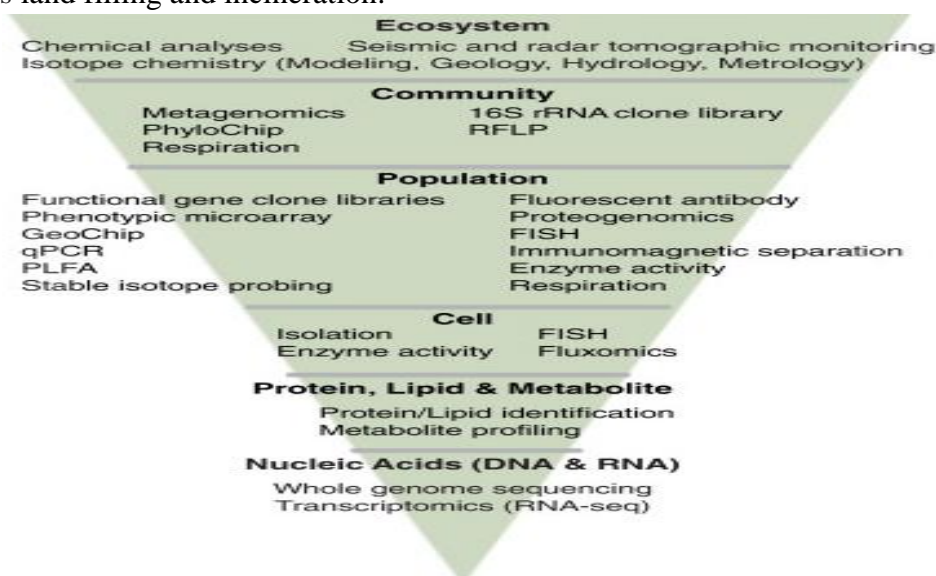 s land filling and incineration.
Ecosystem
Chemical analyses Seismic and radar tomographic monitoring
Isotope chemistry (Modeling, Geology, Hydrology, Metrology)
Community
Metagenomics 16S rRNA clone library
PhyloChip RFLP
Respiration
Population
Functional gene clone libraries Fluorescent antibody
Phenotypic microarray Proteogenomics
GeoChip FISH
qPCR Immunomagnetic separation
PLFA Enzyme activity
Stable isotope probing Respiration
Cell
Isolation FISH
Enzyme activity Fluxomics
Protein, Lipid & Metabolite
Protein/Lipid identification
Metabolite profiling
Nucleic Acids (DNA & RNA)
Whole genome sequencing
Transcriptomics (RNA-seq)